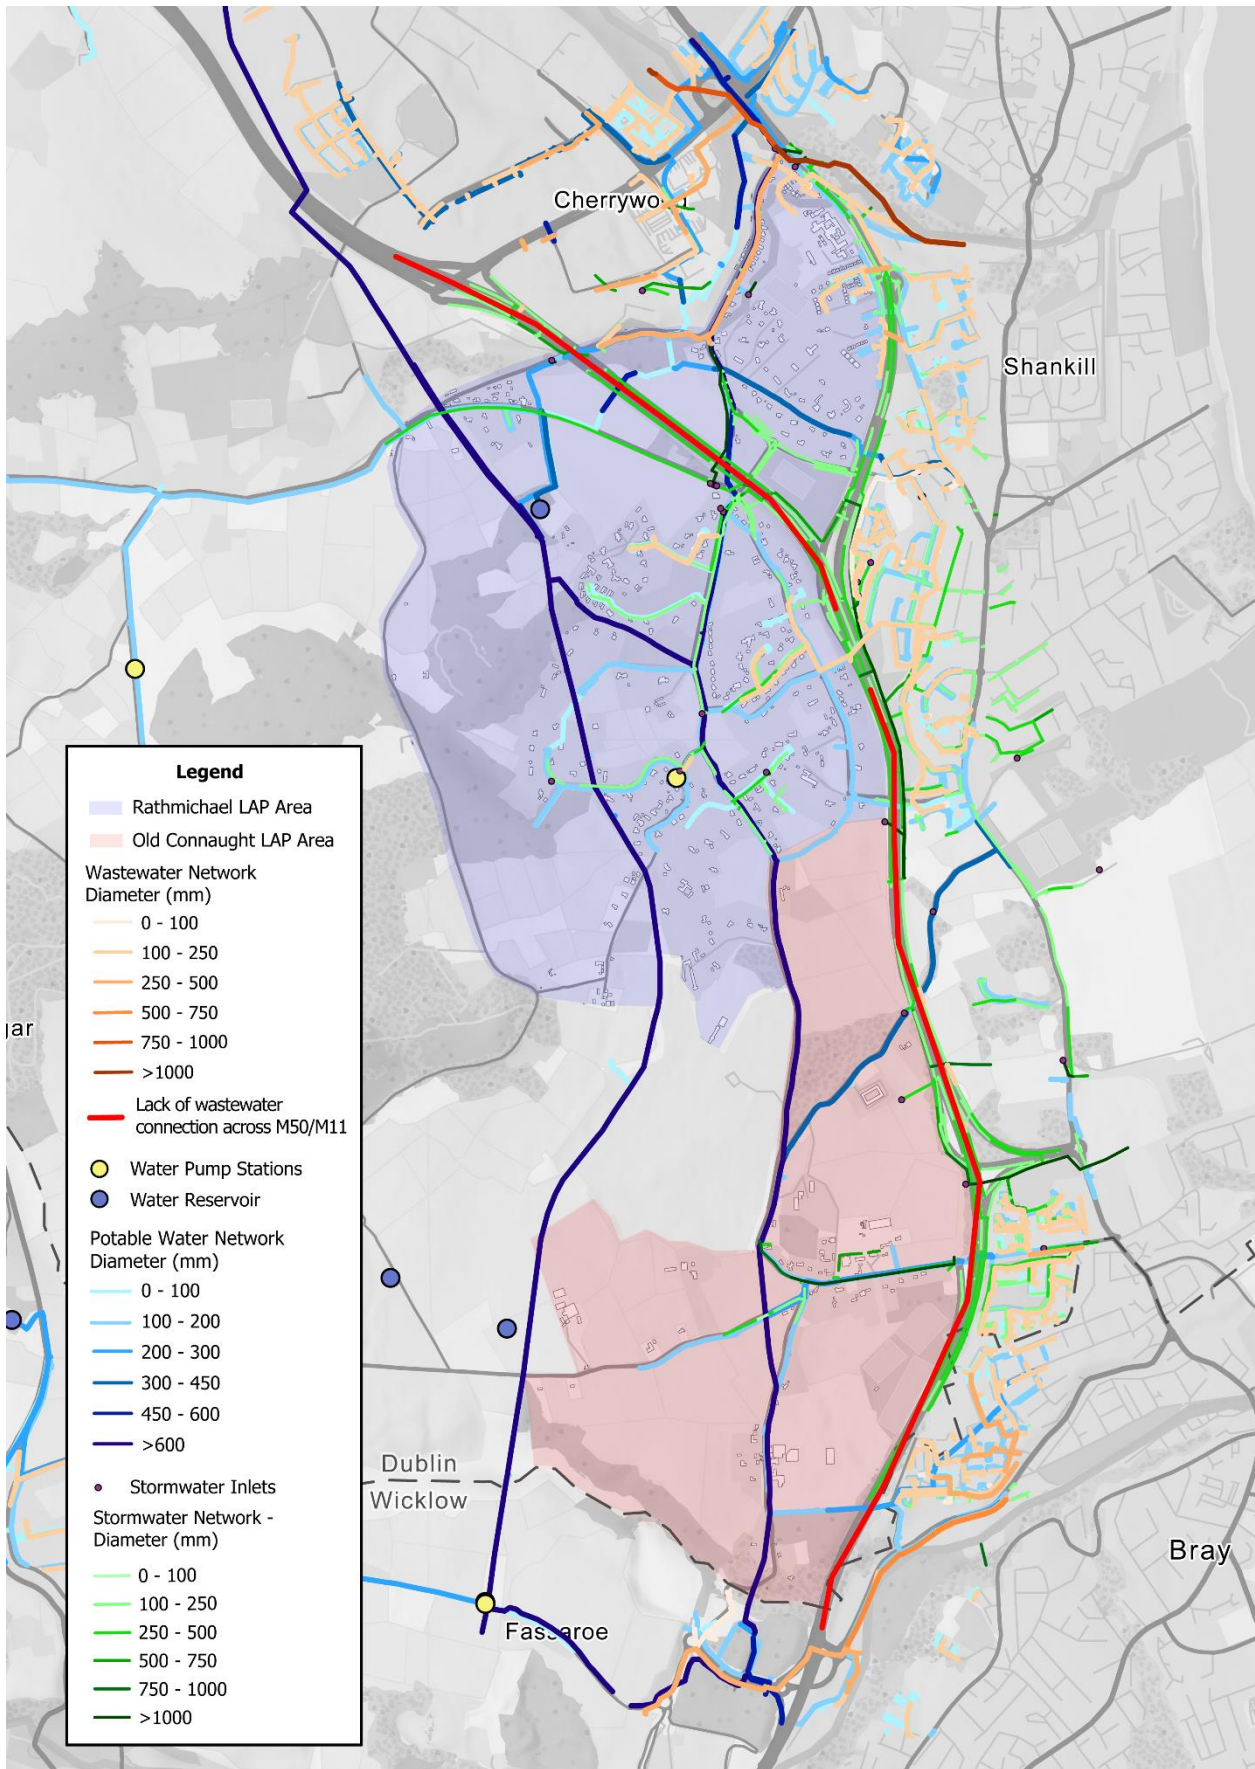 Cherrywood
Shankill
Legend
Rathmichael LAP Area
Old Connaught LAP Area
Wastewater Network
Diameter (mm)
0 - 100
100 - 250
250 - 500
500 - 750
750 - 1000
>1000
Lack of wastewater
connection across M50/M11
Water Pump Stations
Water Reservoir
Potable Water Network
Diameter (mm)
0 - 100
100 - 200
200 - 300
300 - 450
450 - 600
>600
Stormwater Inlets
Stormwater Network -
Diameter (mm)
0 - 100
100 - 250
250 - 500
500 - 750
750 - 1000
>1000
Dublin
Wicklow
Fassaroe
Bray